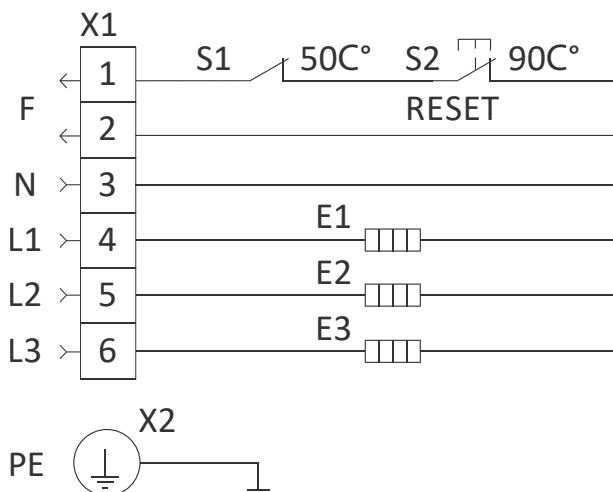 X1
1 S1 50C° S2 90C°
F RESET
2
N 3
L1 4 E1
L2 5 E2
L3 6 E3
X2
PE